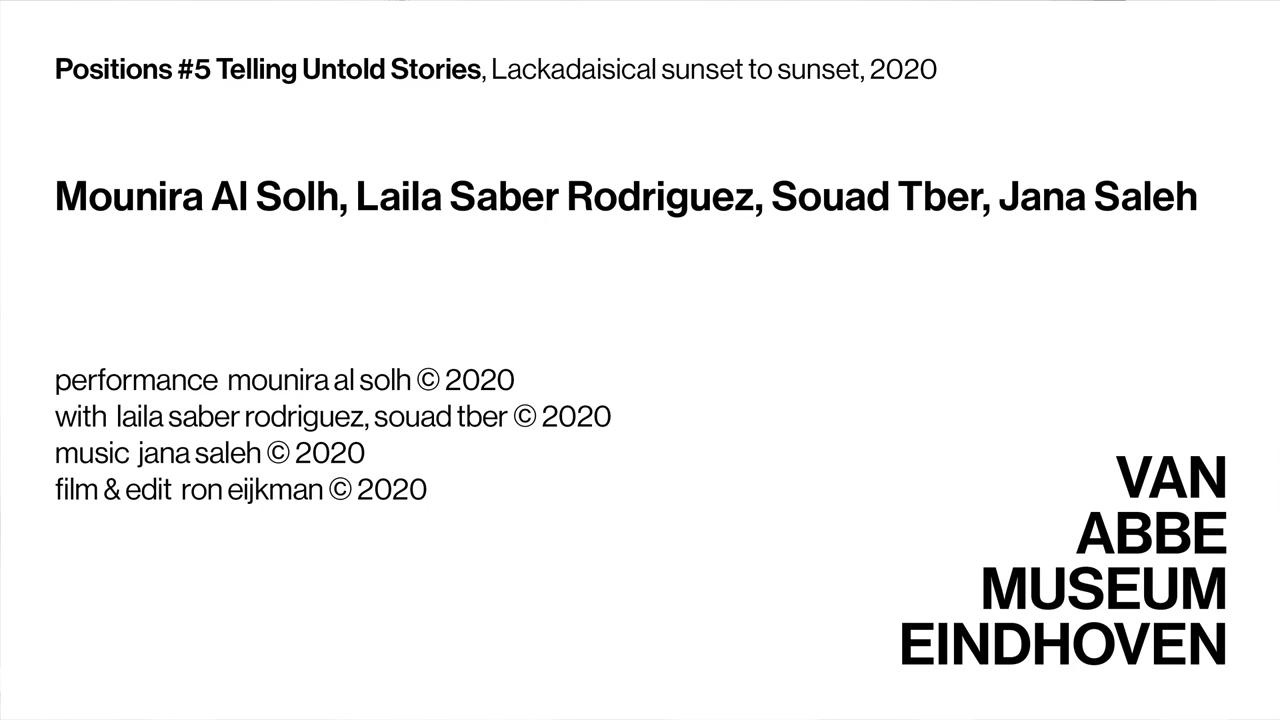 Positions #5 Telling Untold Stories, Lackadaisical sunset to sunset, 2020
Mounira Al Solh, Laila Saber Rodriguez, Souad Tber, Jana Saleh
performance mounira al solh © 2020
with laila saber rodriguez, souad tber © 2020
music jana saleh © 2020
film & edit ron eijkman © 2020
VAN
ABBE
MUSEUM
EINDHOVEN